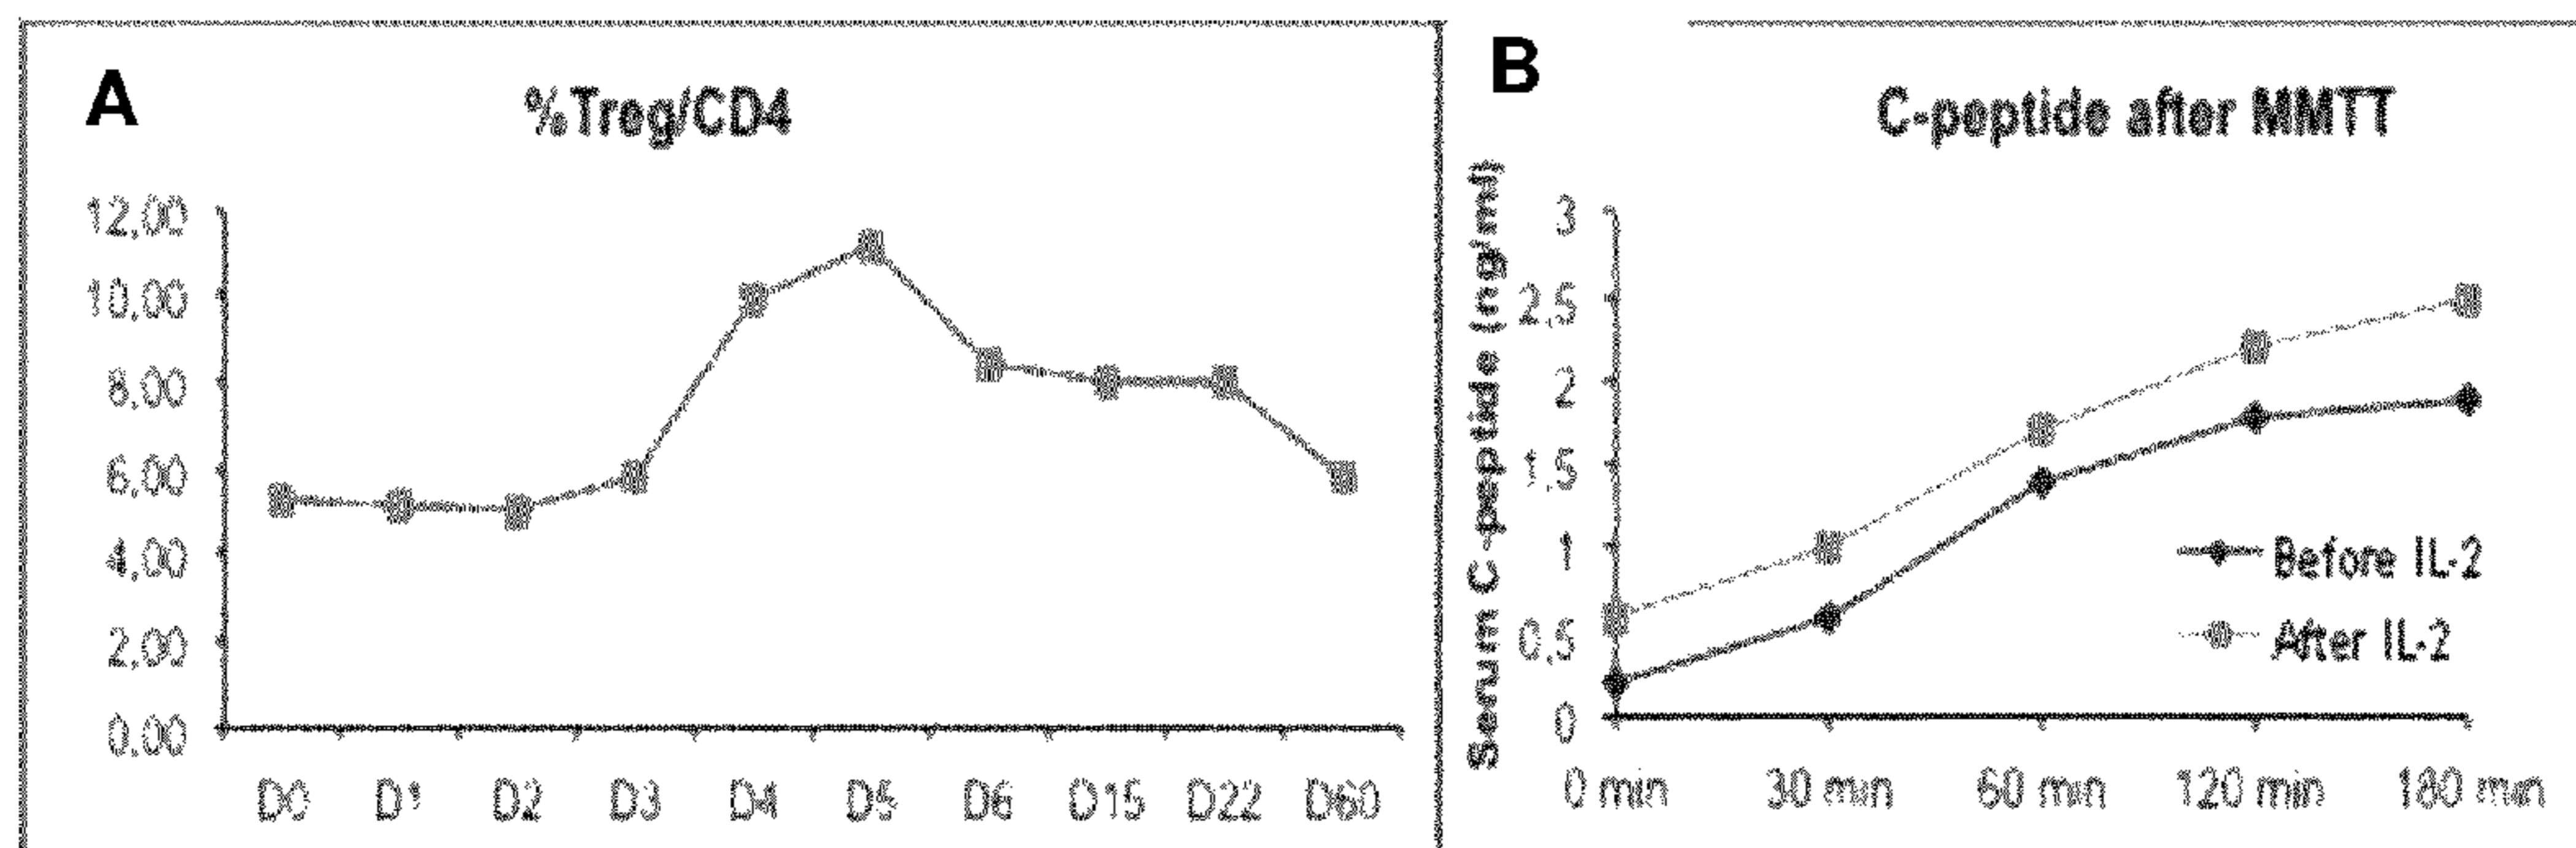 A
%Treg/CD4
12,00
10,00
8,00
6,00
4,00
2,00
0,00
D0 D1 D2 D3 D4 D5 D6 D15 D22 D60
B
C-peptide after MMTT
Serum C-peptide (ng/ml)
3
2,5
2
1,5
1
0,5
0
Before IL-2
After IL-2
0 min 30 min 60 min 120 min 180 min